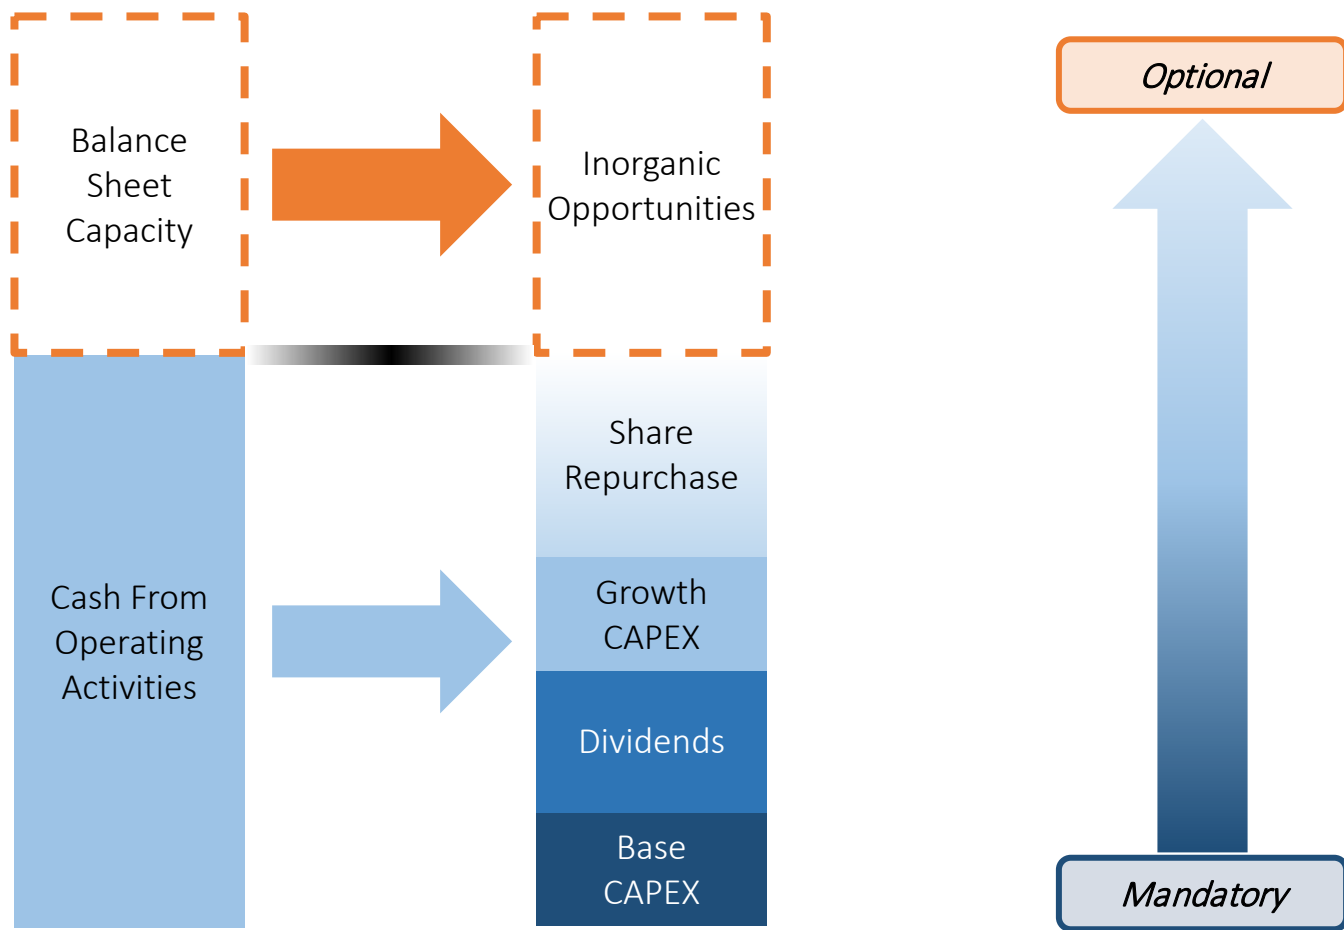 Balance
Sheet
Capacity
Inorganic
Opportunities
Optional
Cash From
Operating
Activities
Share
Repurchase
Growth
CAPEX
Dividends
Base
CAPEX
Mandatory